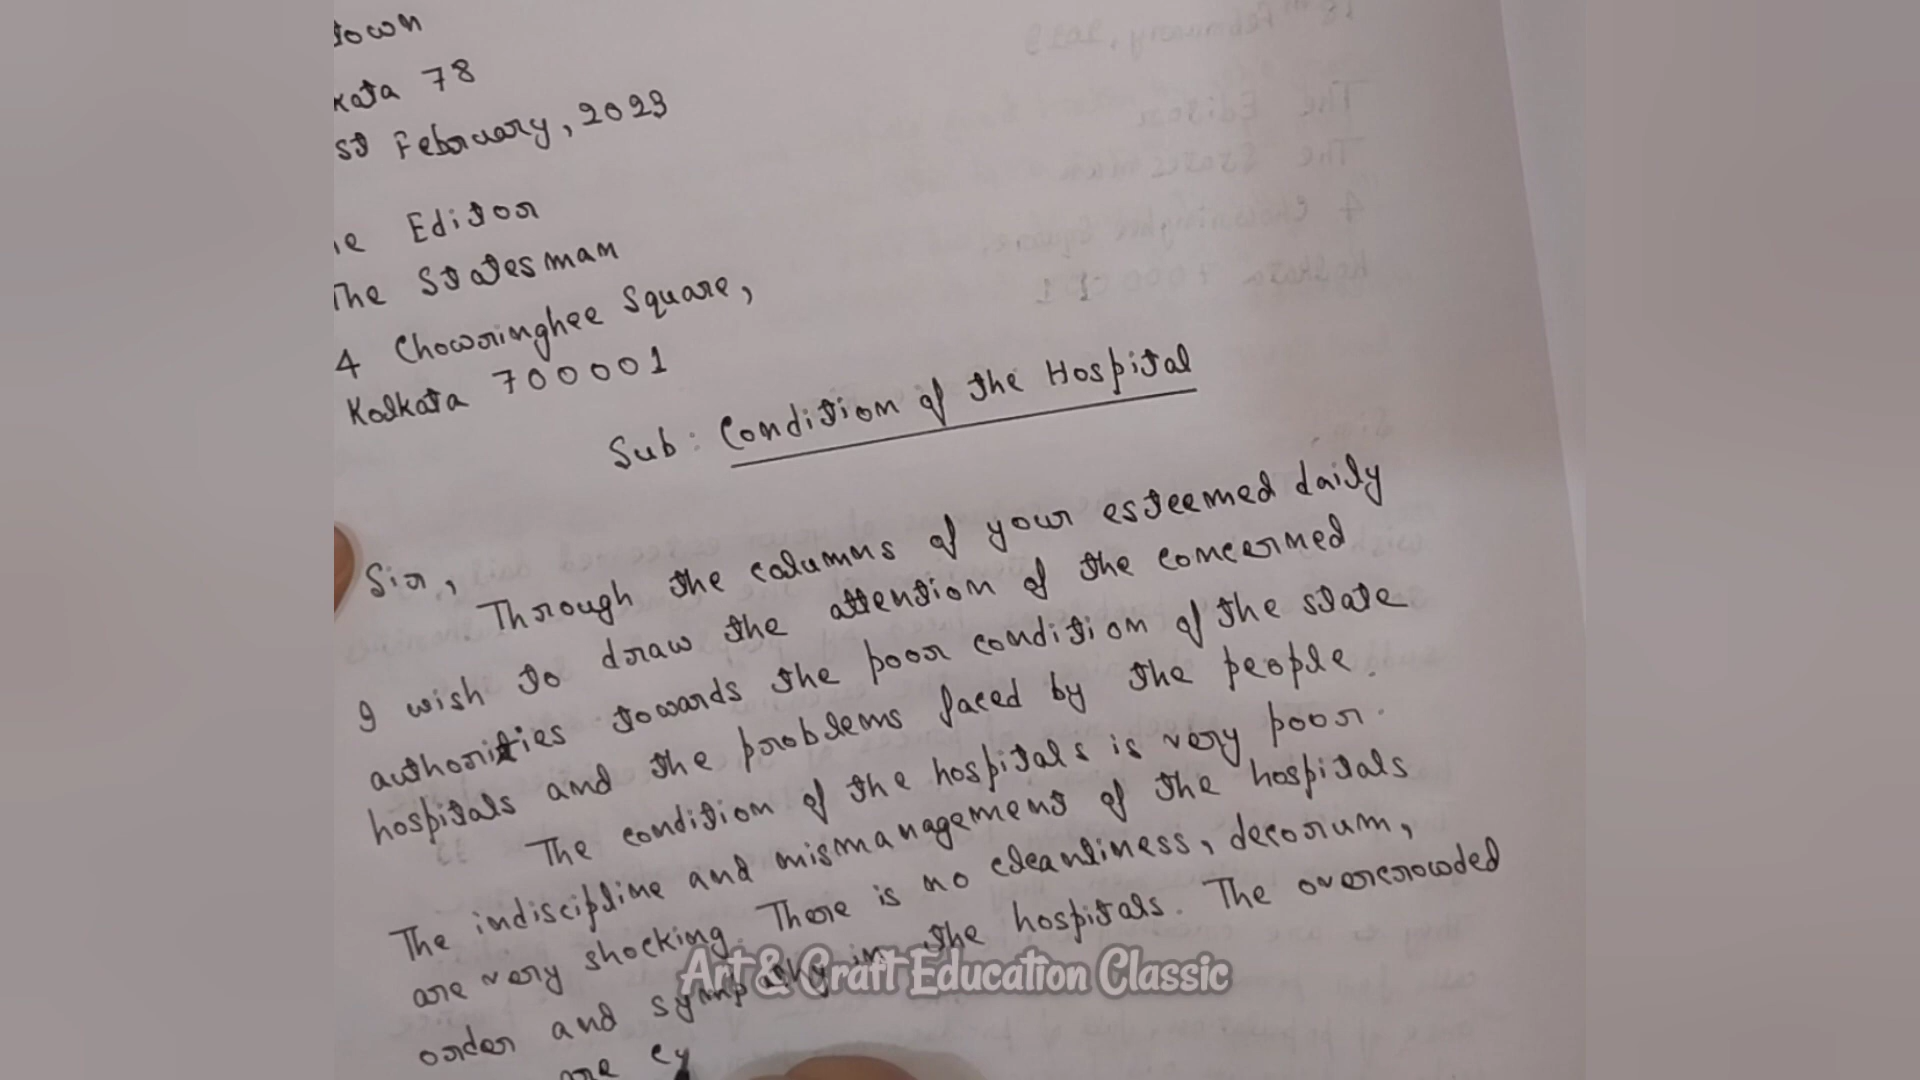 town
kata 78
st February, 2023
e Editor
The Statesman
4 Chowringhee Square,
Kolkata 700001
Sub: Condition of the Hospital
Sir,
Through the columns of your esteemed daily
I wish to draw the attention of the concerned
authorities towards the poor condition of the state
hospitals and the problems faced by the people.
The condition of the hospitals is very poor.
The indiscipline and mismanagement of the hospitals
are very shocking. There is no cleanliness, decorum,
order and sympathy in the hospitals. The overcrowded
are ey
Art & Craft Education Classic